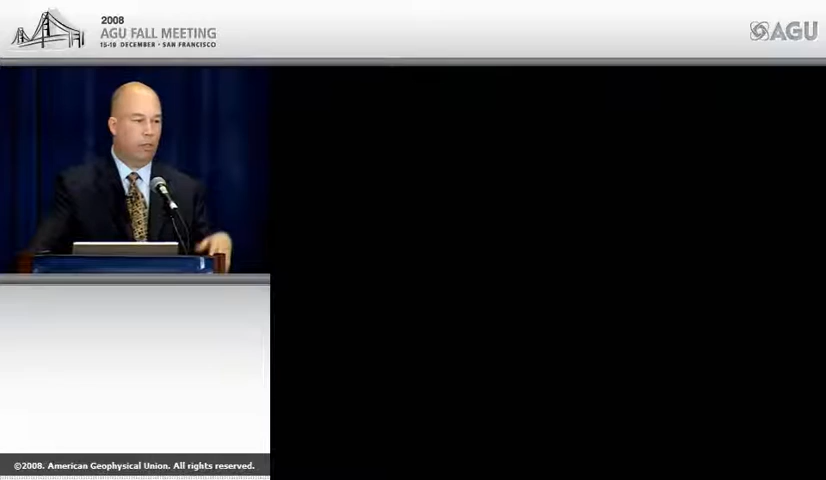 2008
AGU FALL MEETING
15-19 DECEMBER • SAN FRANCISCO
AGU
©2008. American Geophysical Union. All rights reserved.